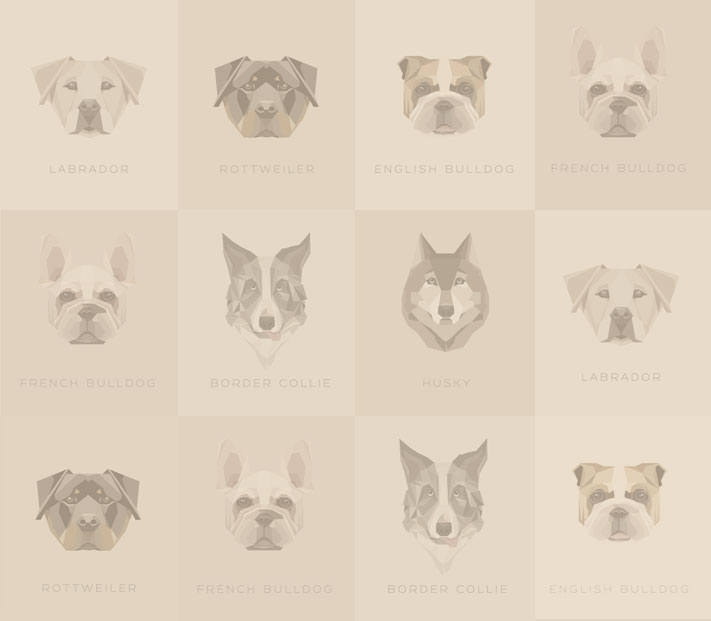 LABRADOR
ROTTWEILER
ENGLISH BULLDOG
FRENCH BULLDOG
FRENCH BULLDOG
BORDER COLLIE
HUSKY
LABRADOR
ROTTWEILER
FRENCH BULLDOG
BORDER COLLIE
ENGLISH BULLDOG